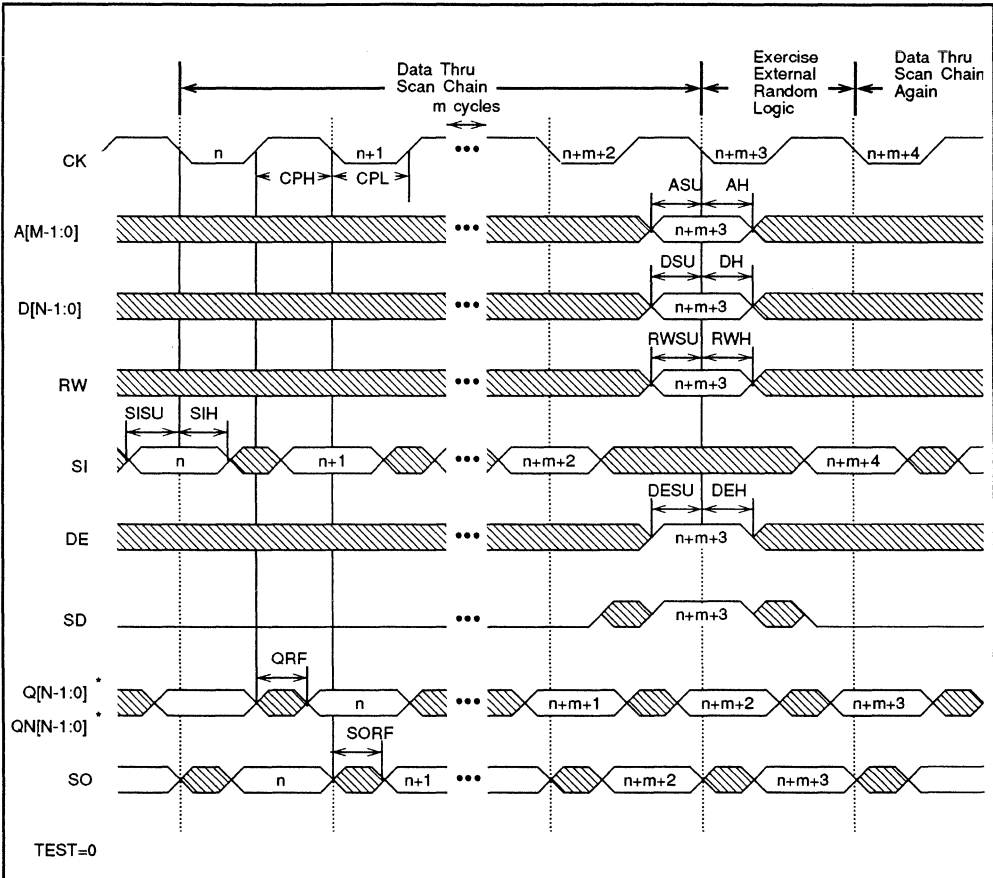 Data Thru
Scan Chain
m cycles
Exercise
External
Random
Logic
Data Thru
Scan Chain
Again
CK
n
n+1
•••
n+m+2
n+m+3
n+m+4
CPH
CPL
ASU
AH
A[M-1:0]
•••
n+m+3
DSU
DH
D[N-1:0]
•••
n+m+3
RWSU
RWH
RW
•••
n+m+3
SISU
SIH
SI
n
n+1
•••
n+m+2
n+m+4
DESU
DEH
DE
•••
n+m+3
SD
•••
n+m+3
QRF
Q[N-1:0] *
QN[N-1:0] *
n
•••
n+m+1
n+m+2
n+m+3
SORF
SO
n
n+1
•••
n+m+2
n+m+3
TEST=0